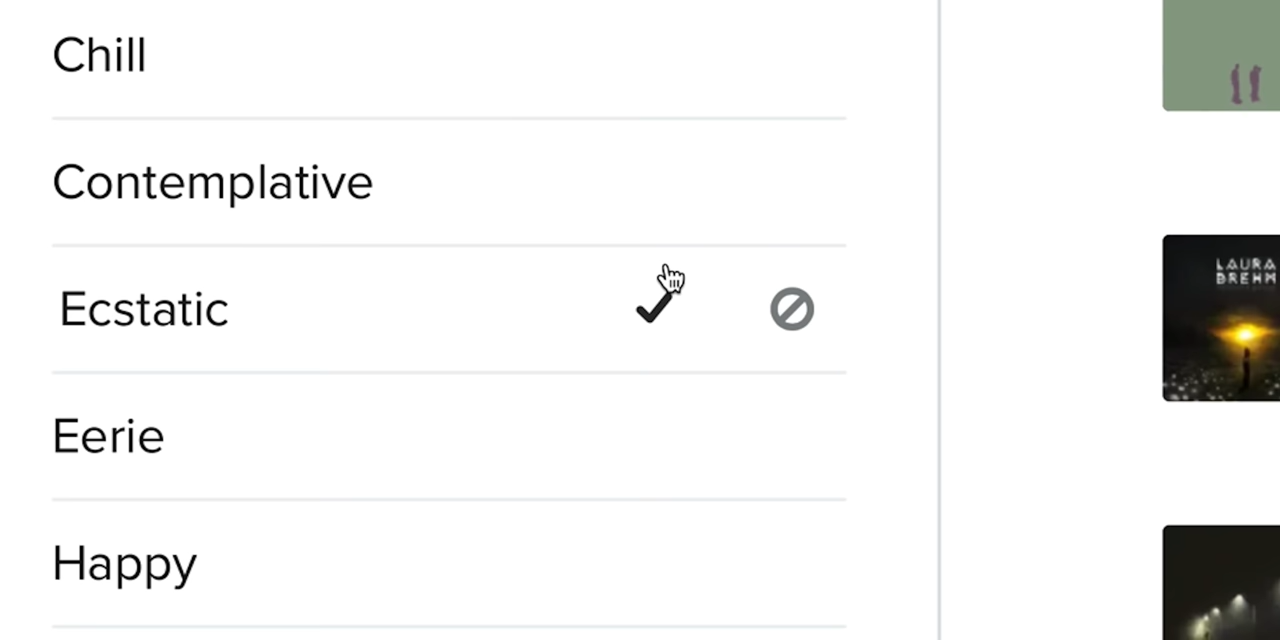 Chill
Contemplative
Ecstatic
Eerie
Happy
LAURA
BREHM